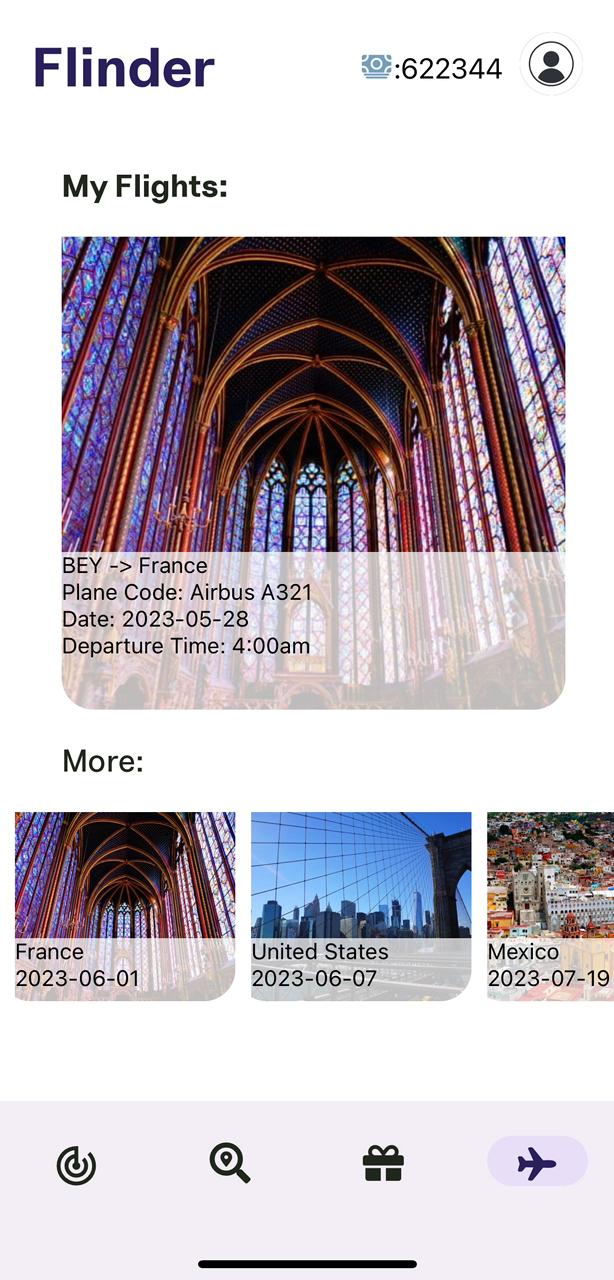 Flinder
:622344
My Flights:
BEY -> France
Plane Code: Airbus A321
Date: 2023-05-28
Departure Time: 4:00am
More:
France
2023-06-01
United States
2023-06-07
Mexico
2023-07-19